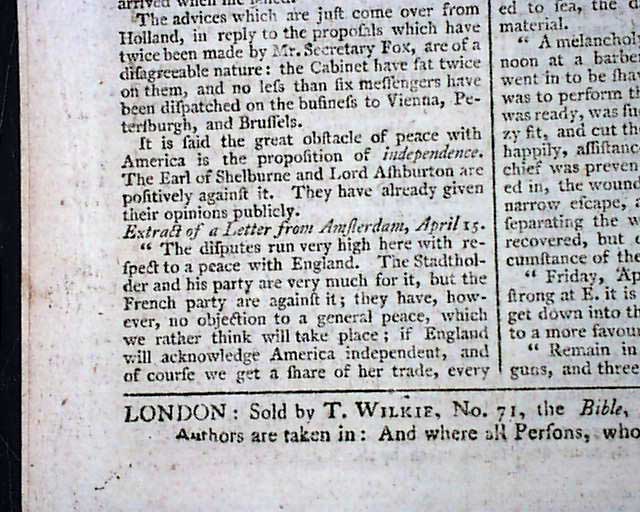 arrived when he
The advices which are juſt come over from
Holland, in reply to the propoſals which have
twice been made by Mr. Secretary Fox, are of a
diſagreeable nature: the Cabinet have ſat twice
on them, and no leſs than ſix meſſengers have
been diſpatched on the buſineſs to Vienna, Pe-
terſburgh, and Bruſſels.
It is ſaid the great obſtacle of peace with
America is the propoſition of independence.
The Earl of Shelburne and Lord Aſhburton are
poſitively againſt it. They have already given
their opinions publicly.
Extract of a Letter from Amſterdam, April 15.
“ The diſputes run very high here with re-
ſpect to a peace with England. The Stadthol-
der and his party are very much for it, but the
French party are againſt it; they have, how-
ever, no objection to a general peace, which
we rather think will take place; if England
will acknowledge America independent, and
of courſe we get a ſhare of her trade, every
ed to ſea, the
material.
“ A melancholy
noon at a barber
went in to be ſha
was to perform th
was ready, was
zy fit, and cut th
happily, aſſiſtanc
chief was preven
ed in, the wound
narrow eſcape,
ſeparating the w
recovered, but
cumſtance of the
“ Friday, Ap
ſtrong at E. it is
get down into th
to a more favou
“ Remain in
guns, and three
LONDON: Sold by T. WILKIE, No. 71, the Bible,
Authors are taken in: And where all Perſons, who